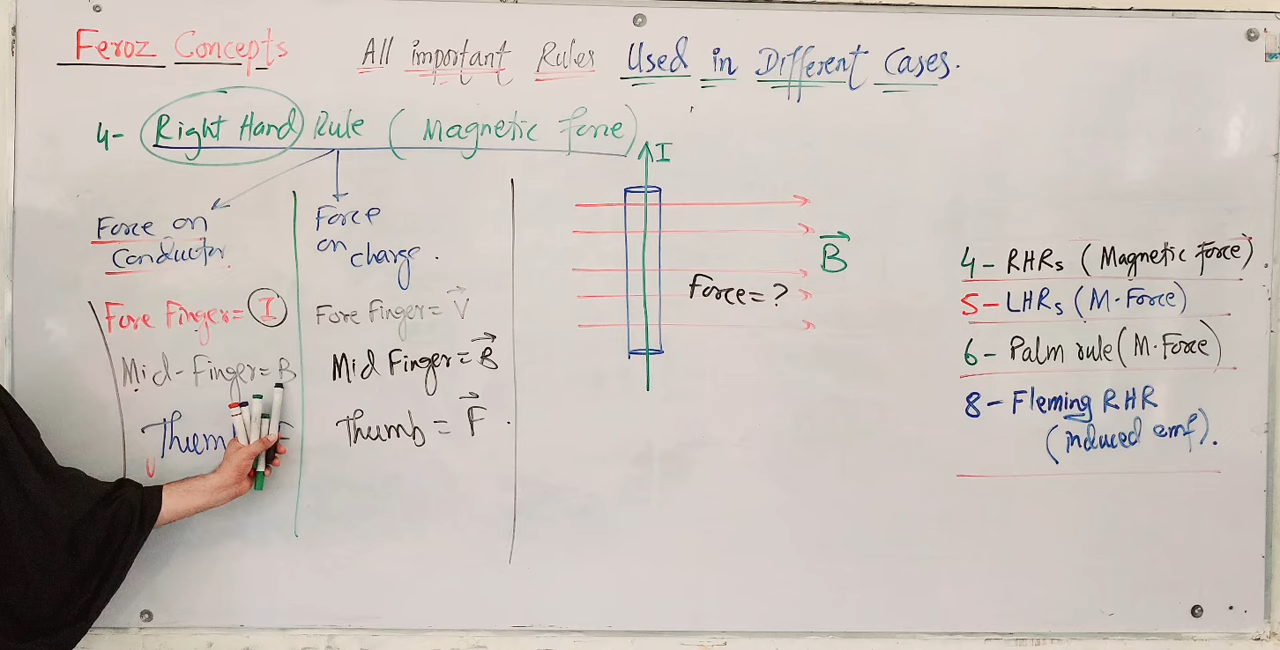 Feroz Concepts
All important Rules Used in Different Cases.
4- Right Hand Rule (Magnetic force)
Force on
Conductor
Fore Finger = I
Mid-Finger = B
F
Force
on charge.
Fore finger = V
Mid Finger = B
Thumb = F.
I
B
Force = ?
4- RHRs (Magnetic force)
5- LHRs (M.Force)
6- Palm rule (M.Force)
8- Fleming RHR
(induced emf).